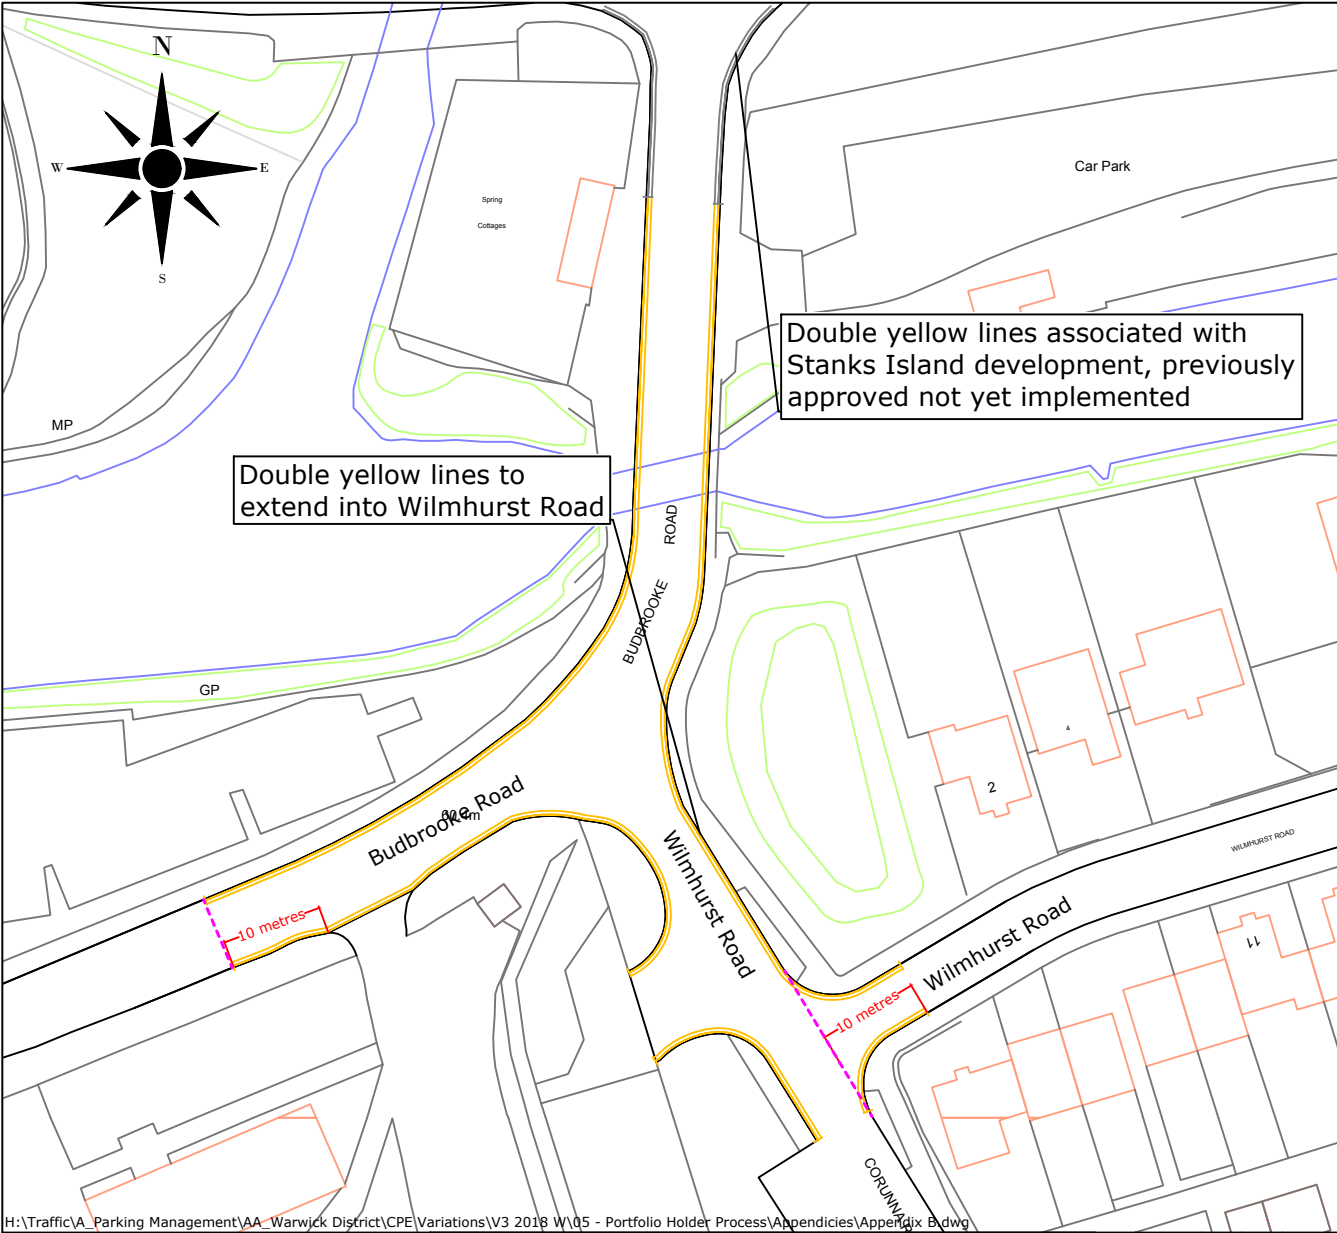 N
W
E
S
Spring
Cottages
Car Park
Double yellow lines associated with
Stanks Island development, previously
approved not yet implemented
MP
Double yellow lines to
extend into Wilmhurst Road
BUDBROOKE
ROAD
GP
4
2
Budbrooke Road
60.4m
Wilmhurst Road
WILMHURST ROAD
Wilmhurst Road
11
10 metres
10 metres
CORUNNA
H:\Traffic\A_Parking Management\AA_Warwick District\CPE\Variations\V3 2018 W\05 - Portfolio Holder Process\Appendicies\Appendix B.dwg